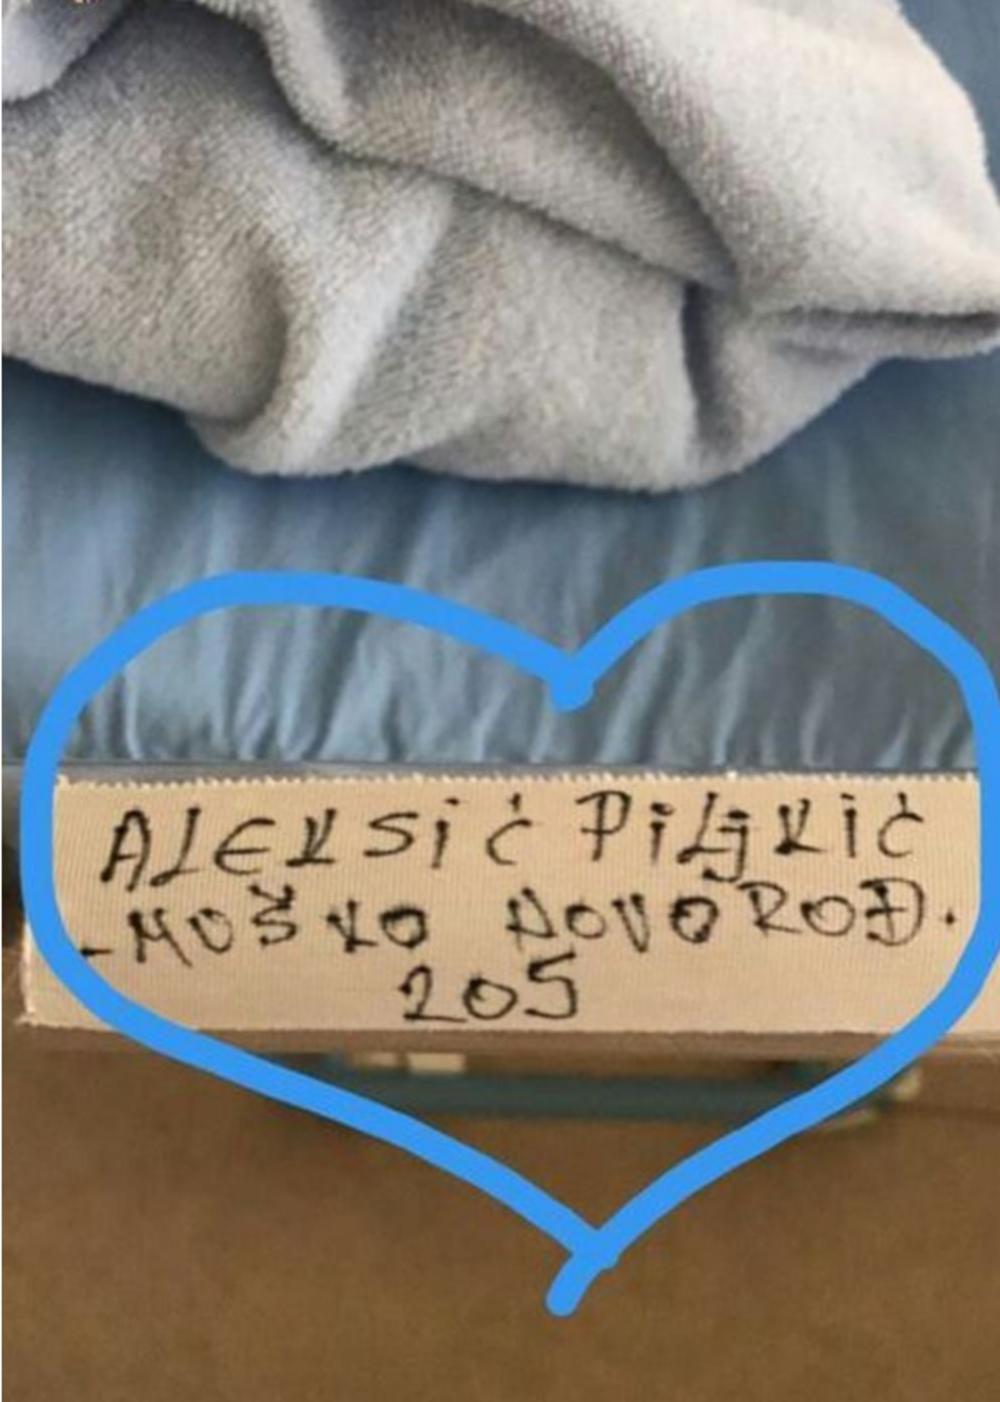 ALEKSIĆ PiLjKIĆ
-MUŠKO NOVOROĐ.
205